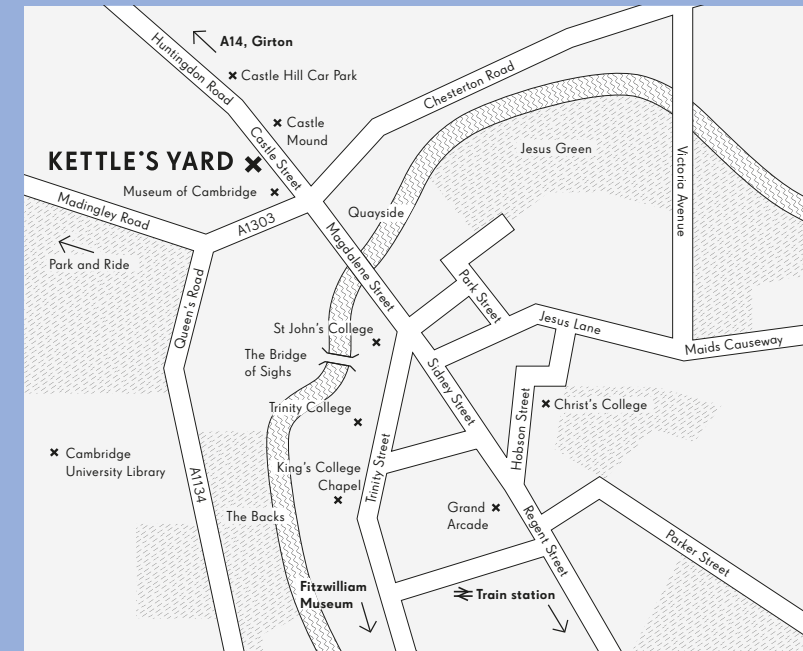 A14, Girton
Huntingdon Road
Castle Hill Car Park
Chesterton Road
Castle
Mound
Castle Street
Jesus Green
KETTLE'S YARD
Victoria Avenue
Museum of Cambridge
Madingley Road
A1303
Quayside
Magdalene Street
Park and Ride
Queen's Road
Park Street
Jesus Lane
St John's College
Maids Causeway
The Bridge
of Sighs
Sidney Street
Trinity College
Hobson Street
Christ's College
Cambridge
University Library
King's College
Chapel
Trinity Street
A1134
The Backs
Grand
Arcade
Regent Street
Parker Street
Fitzwilliam
Museum
Train station